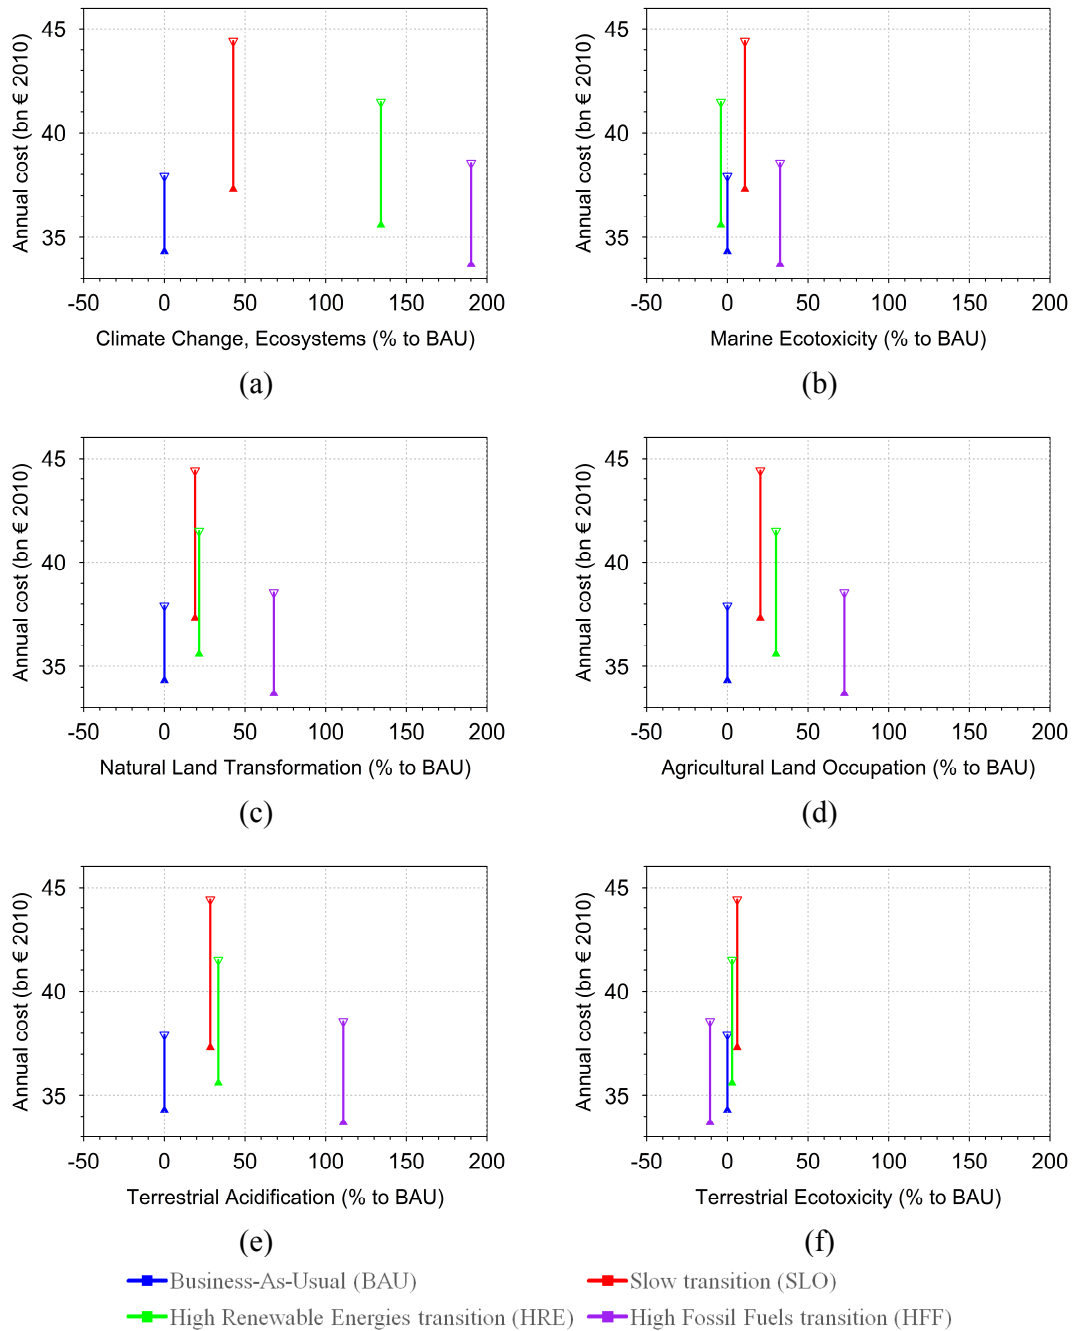 45
40
35
-50 0 50 100 150 200
Annual cost (bn € 2010)
Climate Change, Ecosystems (% to BAU)
(a)
45
40
35
-50 0 50 100 150 200
Annual cost (bn € 2010)
Marine Ecotoxicity (% to BAU)
(b)
45
40
35
-50 0 50 100 150 200
Annual cost (bn € 2010)
Natural Land Transformation (% to BAU)
(c)
45
40
35
-50 0 50 100 150 200
Annual cost (bn € 2010)
Agricultural Land Occupation (% to BAU)
(d)
45
40
35
-50 0 50 100 150 200
Annual cost (bn € 2010)
Terrestrial Acidification (% to BAU)
(e)
45
40
35
-50 0 50 100 150 200
Annual cost (bn € 2010)
Terrestrial Ecotoxicity (% to BAU)
(f)
Business-As-Usual (BAU)
Slow transition (SLO)
High Renewable Energies transition (HRE)
High Fossil Fuels transition (HFF)